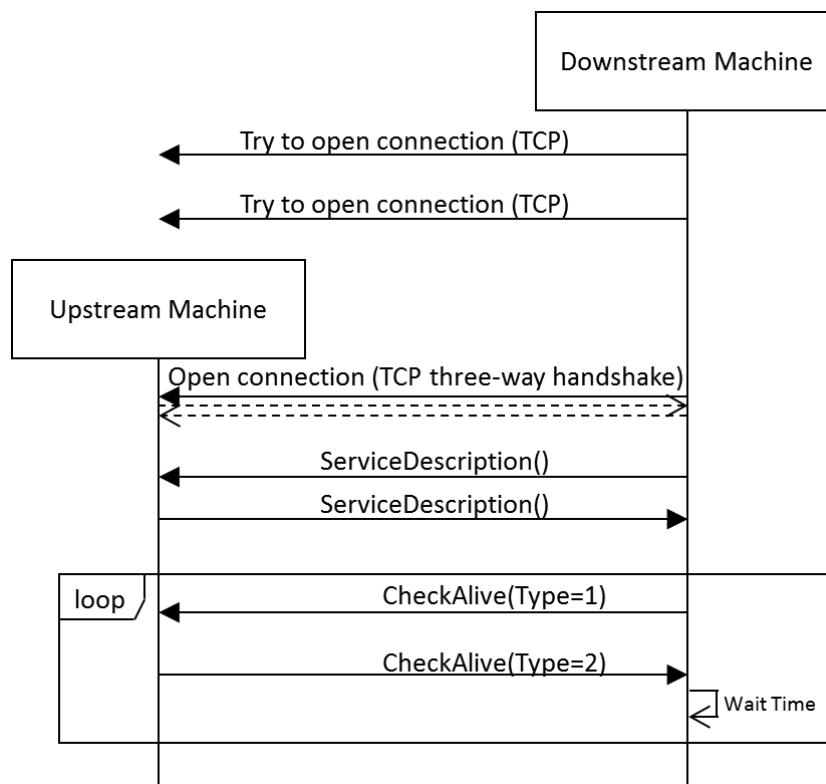 Downstream Machine
Try to open connection (TCP)
Try to open connection (TCP)
Upstream Machine
Open connection (TCP three-way handshake)
ServiceDescription()
ServiceDescription()
loop
CheckAlive(Type=1)
CheckAlive(Type=2)
Wait Time